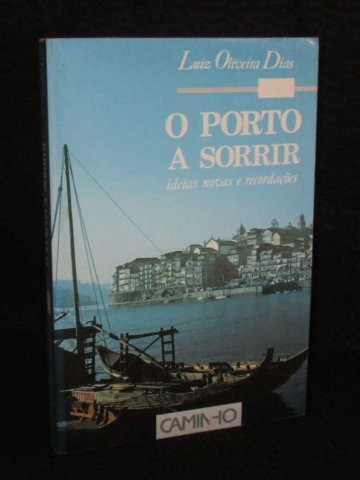 Luiz Oliveira Dias
O PORTO
A SORRIR
ideias novas e recordações
CAMINHO